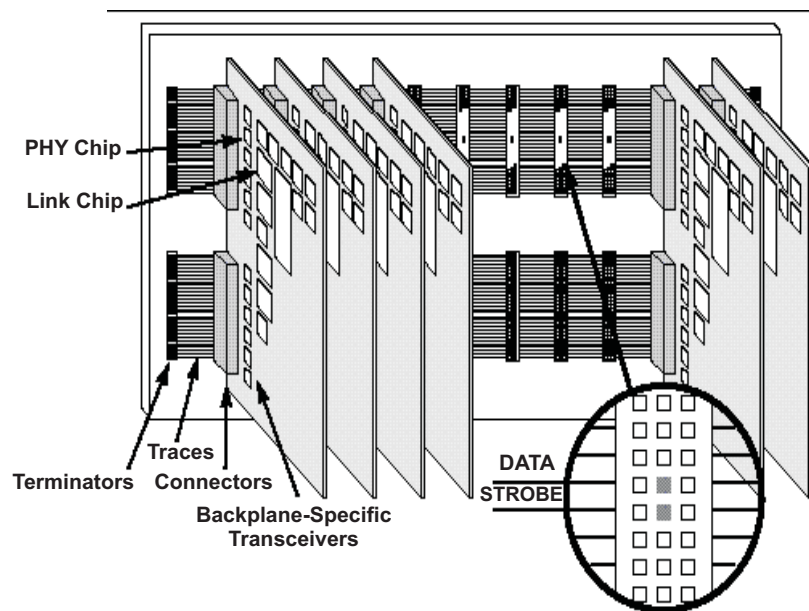 PHY Chip
Link Chip
Traces
Terminators
Connectors
Backplane-Specific
Transceivers
DATA
STROBE